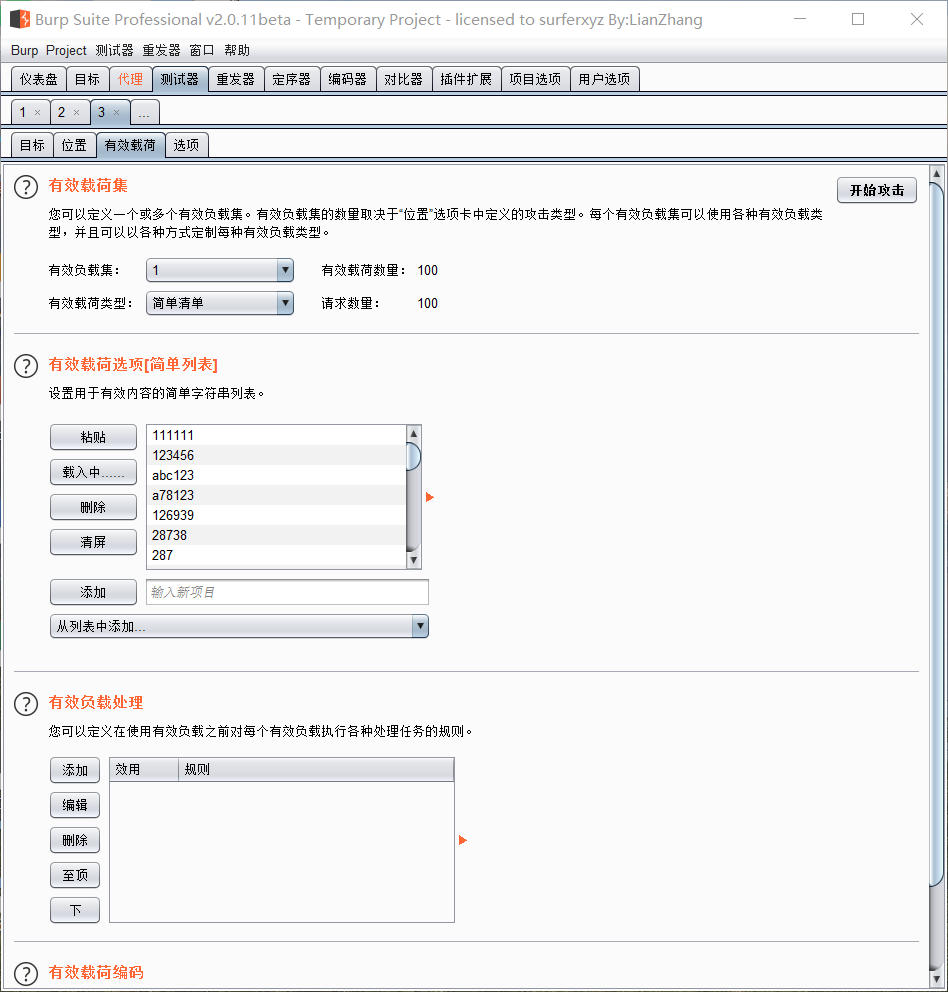 Burp Suite Professional v2.0.11beta - Temporary Project - licensed to surferxyz By:LianZhang
Burp Project 测试器 重发器 窗口 帮助
仪表盘 目标 代理 测试器 重发器 定序器 编码器 对比器 插件扩展 项目选项 用户选项
1 × 2 × 3 × ...
目标 位置 有效载荷 选项
? 有效载荷集 开始攻击
您可以定义一个或多个有效负载集。有效负载集的数量取决于“位置”选项卡中定义的攻击类型。每个有效负载集可以使用各种有效负载类
型，并且可以以各种方式定制每种有效负载类型。
有效负载集： 1 有效载荷数量： 100
有效载荷类型： 简单清单 请求数量： 100
? 有效载荷选项[简单列表]
设置用于有效内容的简单字符串列表。
粘贴 111111
123456
载入中...... abc123
a78123
删除 126939
28738
清屏 287
添加 输入新项目
从列表中添加...
? 有效负载处理
您可以定义在使用有效负载之前对每个有效负载执行各种处理任务的规则。
添加 效用 规则
编辑
删除
至顶
下
? 有效载荷编码